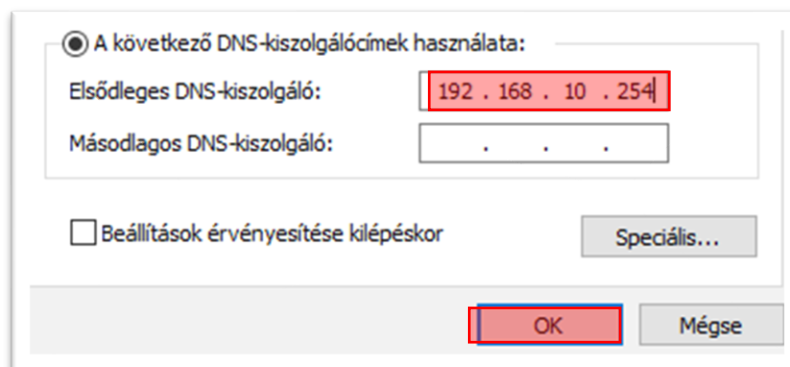 A következő DNS-kiszolgálócímek használata:
Elsődleges DNS-kiszolgáló: 192 . 168 . 10 . 254
Másodlagos DNS-kiszolgáló: . . .
Beállítások érvényesítése kilépéskor Speciális...
OK Mégse